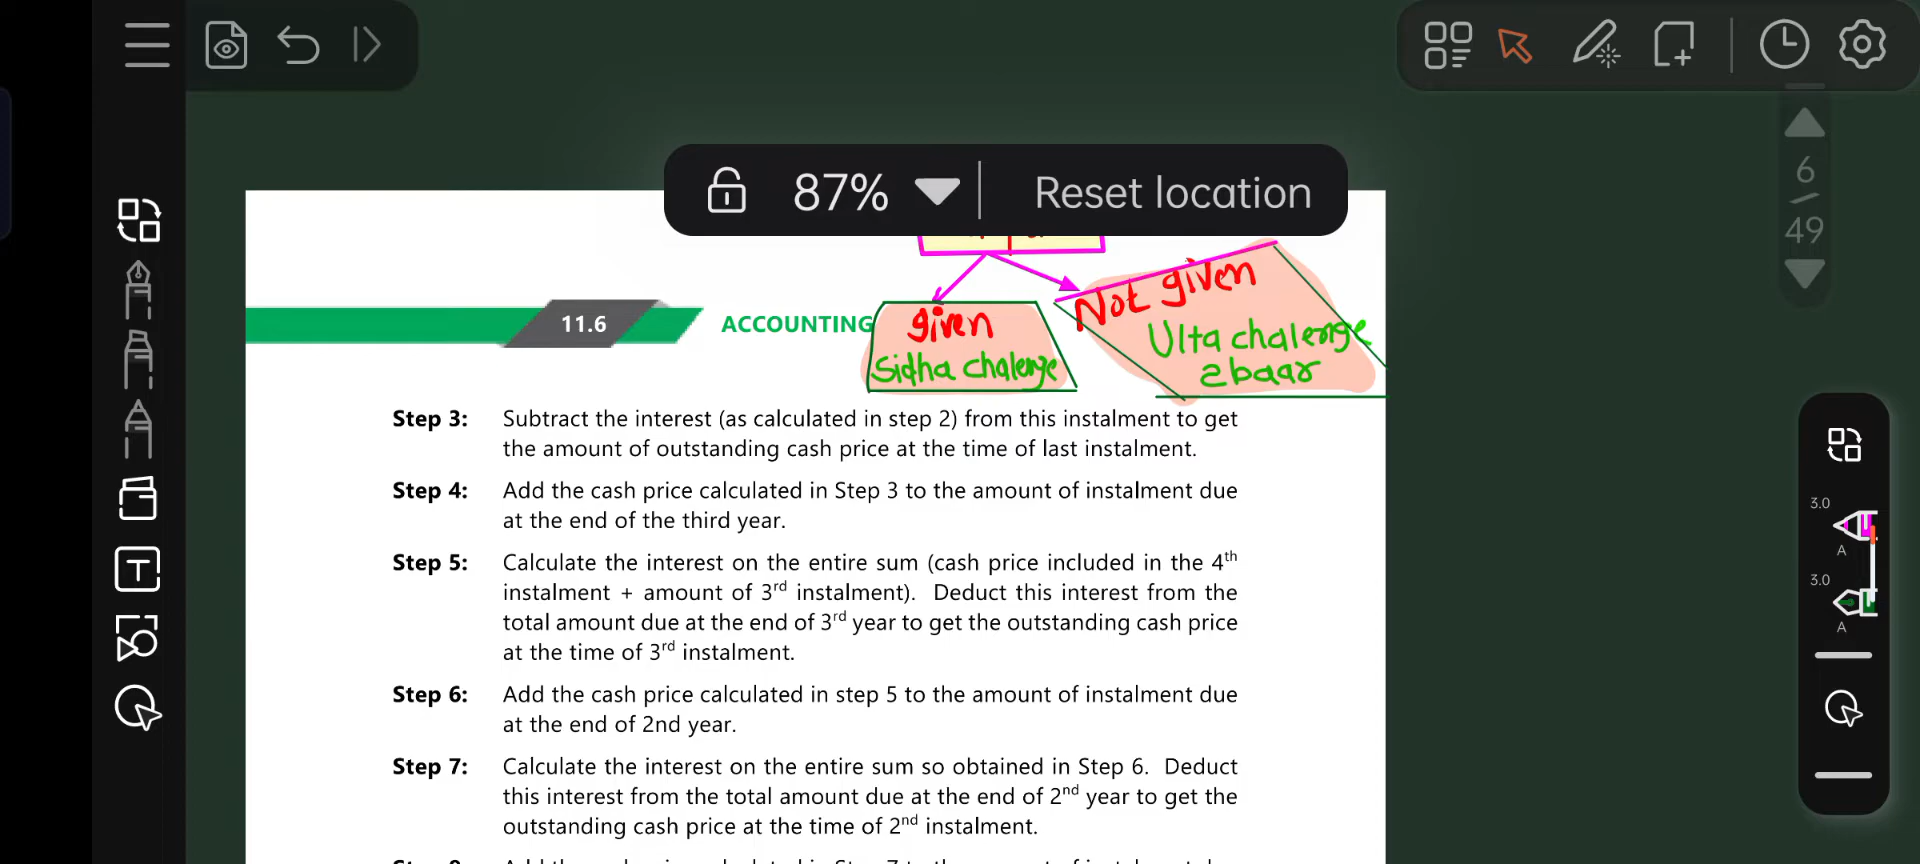 87% Reset location
6
49
given
Not given
11.6 ACCOUNTING
Sidha chalenge
Ulta chalenge
2baar
Step 3: Subtract the interest (as calculated in step 2) from this instalment to get
the amount of outstanding cash price at the time of last instalment.
Step 4: Add the cash price calculated in Step 3 to the amount of instalment due
at the end of the third year.
Step 5: Calculate the interest on the entire sum (cash price included in the 4th
instalment + amount of 3rd instalment). Deduct this interest from the
total amount due at the end of 3rd year to get the outstanding cash price
at the time of 3rd instalment.
Step 6: Add the cash price calculated in step 5 to the amount of instalment due
at the end of 2nd year.
Step 7: Calculate the interest on the entire sum so obtained in Step 6. Deduct
this interest from the total amount due at the end of 2nd year to get the
outstanding cash price at the time of 2nd instalment.
3.0
A
3.0
A